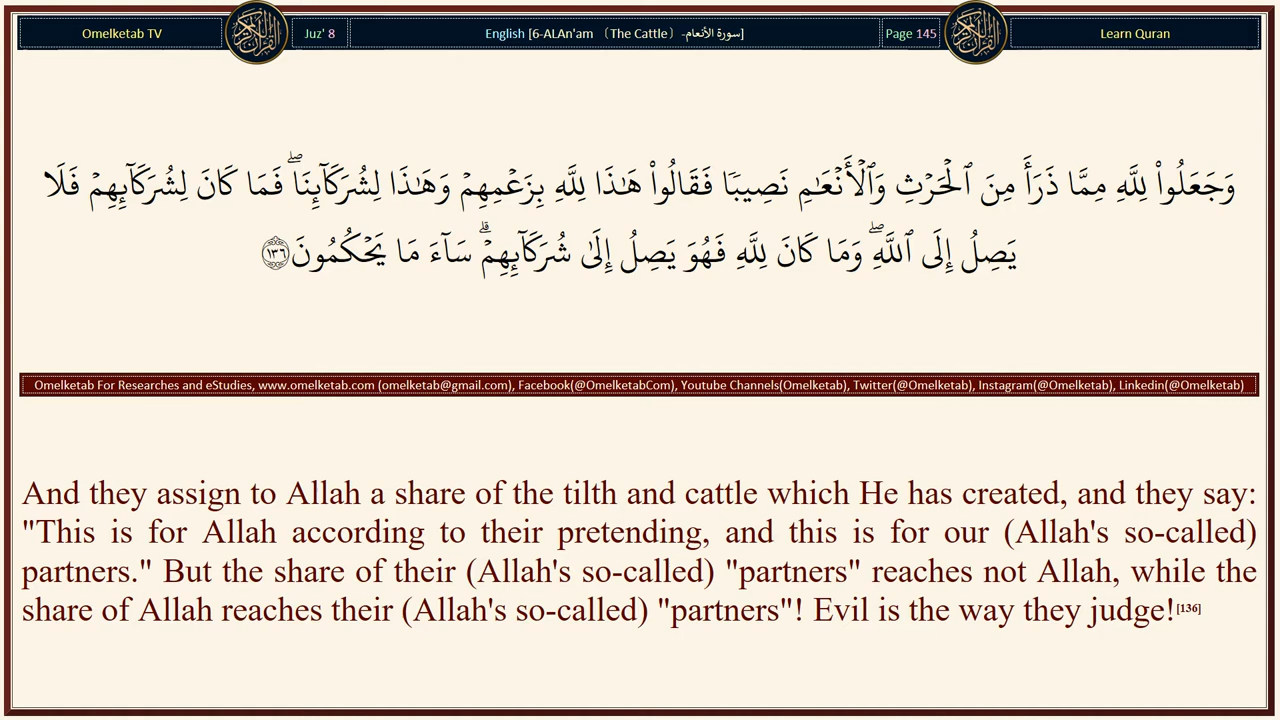 Omelketab TV
Juz' 8
English [6-ALAn'am (The Cattle) -سورة الأنعام]
Page 145
Learn Quran
وَجَعَلُوا۟ لِلَّهِ مِمَّا ذَرَأَ مِنَ ٱلْحَرْثِ وَٱلْأَنْعَـٰمِ نَصِيبًا فَقَالُوا۟ هَـٰذَا لِلَّهِ بِزَعْمِهِمْ وَهَـٰذَا لِشُرَكَآئِنَا ۖ فَمَا كَانَ لِشُرَكَآئِهِمْ فَلَا
يَصِلُ إِلَى ٱللَّهِ ۖ وَمَا كَانَ لِلَّهِ فَهُوَ يَصِلُ إِلَىٰ شُرَكَآئِهِمْ ۗ سَآءَ مَا يَحْكُمُونَ ١٣٦
Omelketab For Researches and eStudies, www.omelketab.com (omelketab@gmail.com), Facebook(@OmelketabCom), Youtube Channels(Omelketab), Twitter(@Omelketab), Instagram(@Omelketab), Linkedin(@Omelketab)
And they assign to Allah a share of the tilth and cattle which He has created, and they say:
"This is for Allah according to their pretending, and this is for our (Allah's so-called)
partners." But the share of their (Allah's so-called) "partners" reaches not Allah, while the
share of Allah reaches their (Allah's so-called) "partners"! Evil is the way they judge![136]